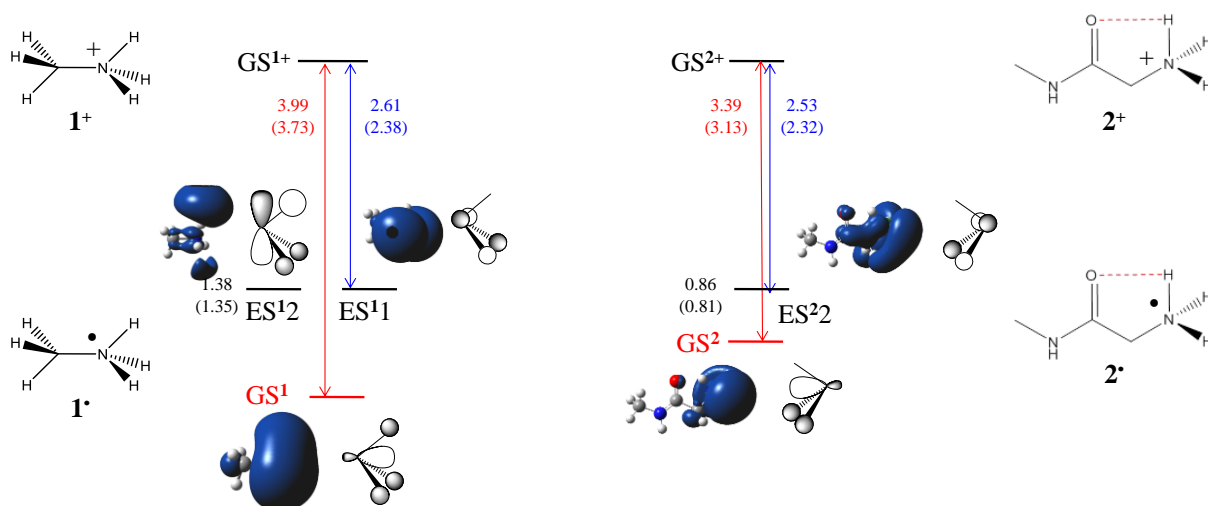 H
H
H
H
+
N
H
H
1⁺
GS¹⁺
3.99
(3.73)
2.61
(2.38)
1.38
(1.35)
ES¹2
ES¹1
GS¹
H
H
H
H
•
N
H
H
1•
GS²⁺
3.39
(3.13)
2.53
(2.32)
0.86
(0.81)
ES²2
GS²
O
H
+
N
H
N
H
H
2⁺
O
H
•
N
H
N
H
H
2•